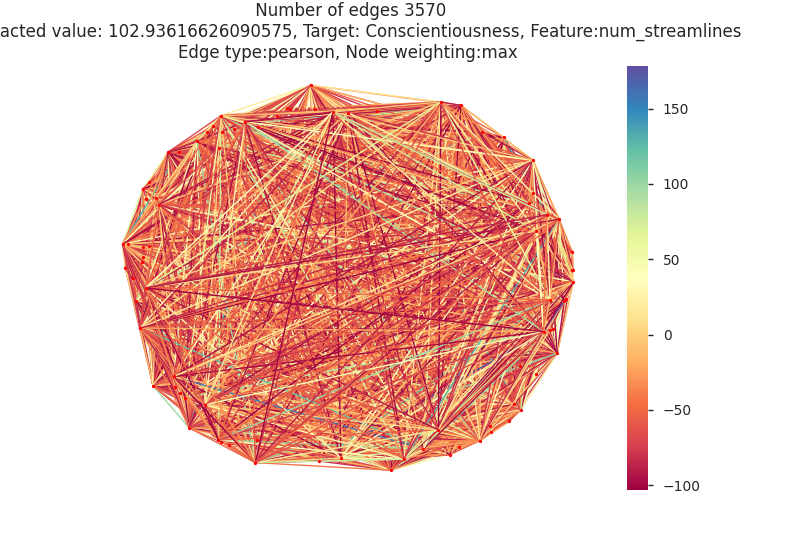 Number of edges 3570
acted value: 102.93616626090575, Target: Conscientiousness, Feature:num_streamlines
Edge type:pearson, Node weighting:max
150
100
50
0
−50
−100